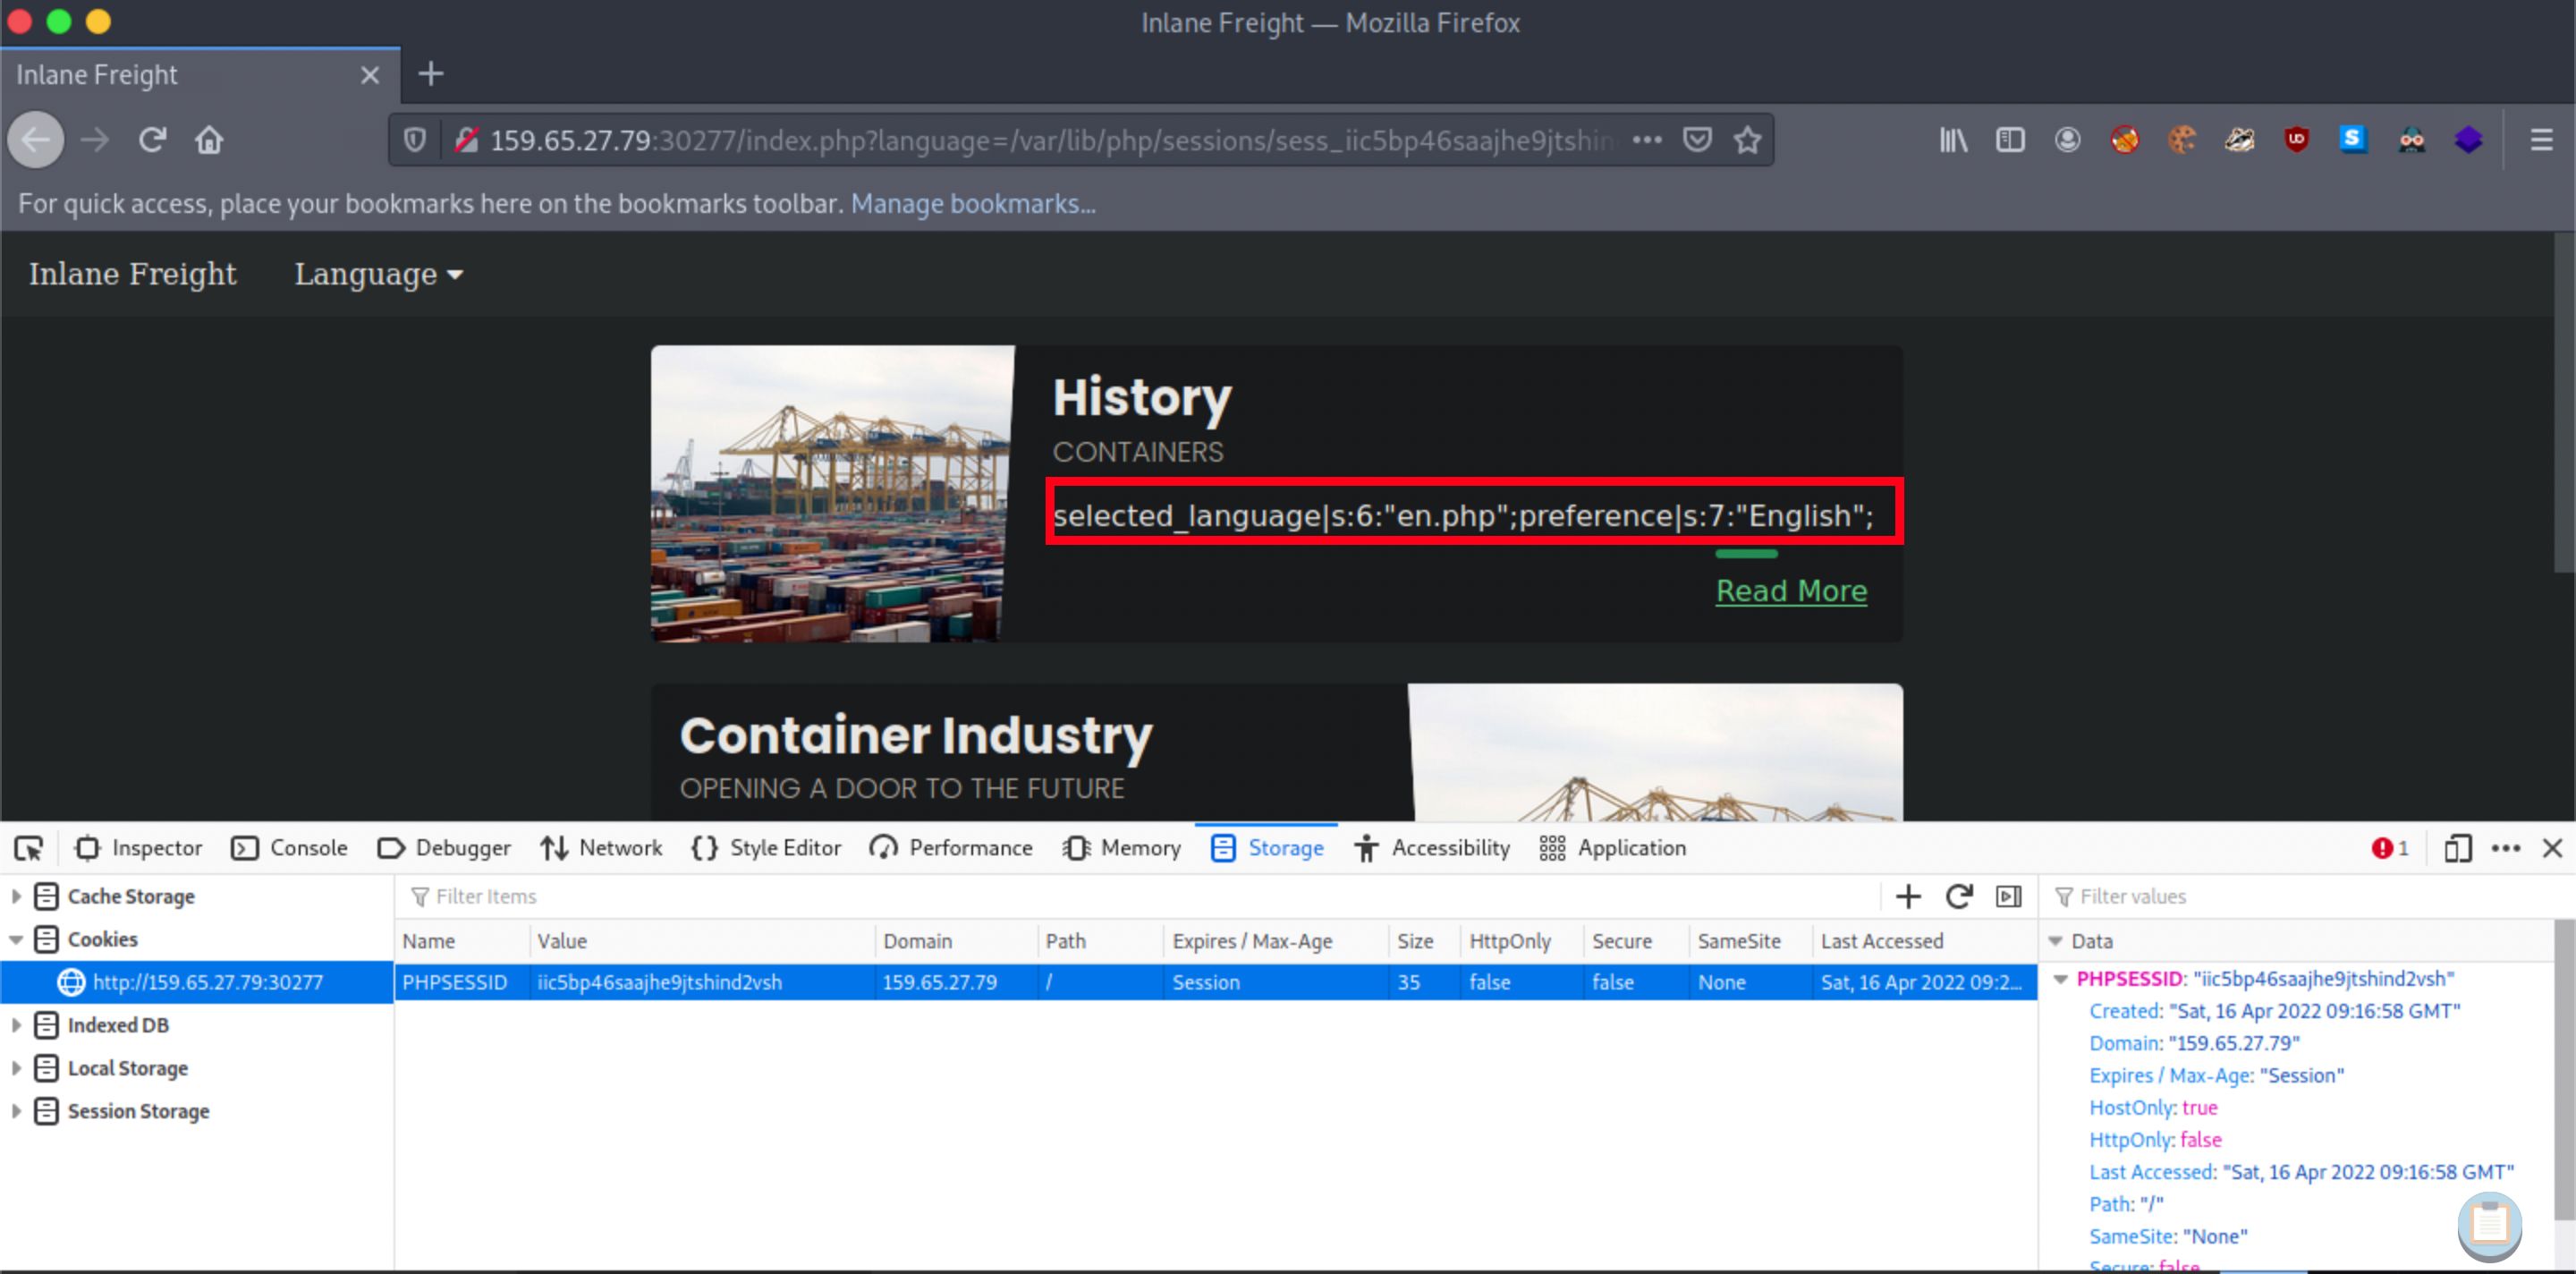 Inlane Freight — Mozilla Firefox
Inlane Freight
159.65.27.79:30277/index.php?language=/var/lib/php/sessions/sess_iic5bp46saajhe9jtshin
For quick access, place your bookmarks here on the bookmarks toolbar. Manage bookmarks...
Inlane Freight Language
History
CONTAINERS
selected_language|s:6:"en.php";preference|s:7:"English";
Read More
Container Industry
OPENING A DOOR TO THE FUTURE
Inspector Console Debugger Network Style Editor Performance Memory Storage Accessibility Application 1
Cache Storage
Cookies
http://159.65.27.79:30277
Indexed DB
Local Storage
Session Storage
Filter Items
Name Value Domain Path Expires / Max-Age Size HttpOnly Secure SameSite Last Accessed
PHPSESSID iic5bp46saajhe9jtshind2vsh 159.65.27.79 / Session 35 false false None Sat, 16 Apr 2022 09:2...
Filter values
Data
PHPSESSID: "iic5bp46saajhe9jtshind2vsh"
Created: "Sat, 16 Apr 2022 09:16:58 GMT"
Domain: "159.65.27.79"
Expires / Max-Age: "Session"
HostOnly: true
HttpOnly: false
Last Accessed: "Sat, 16 Apr 2022 09:16:58 GMT"
Path: "/"
SameSite: "None"
Secure: false